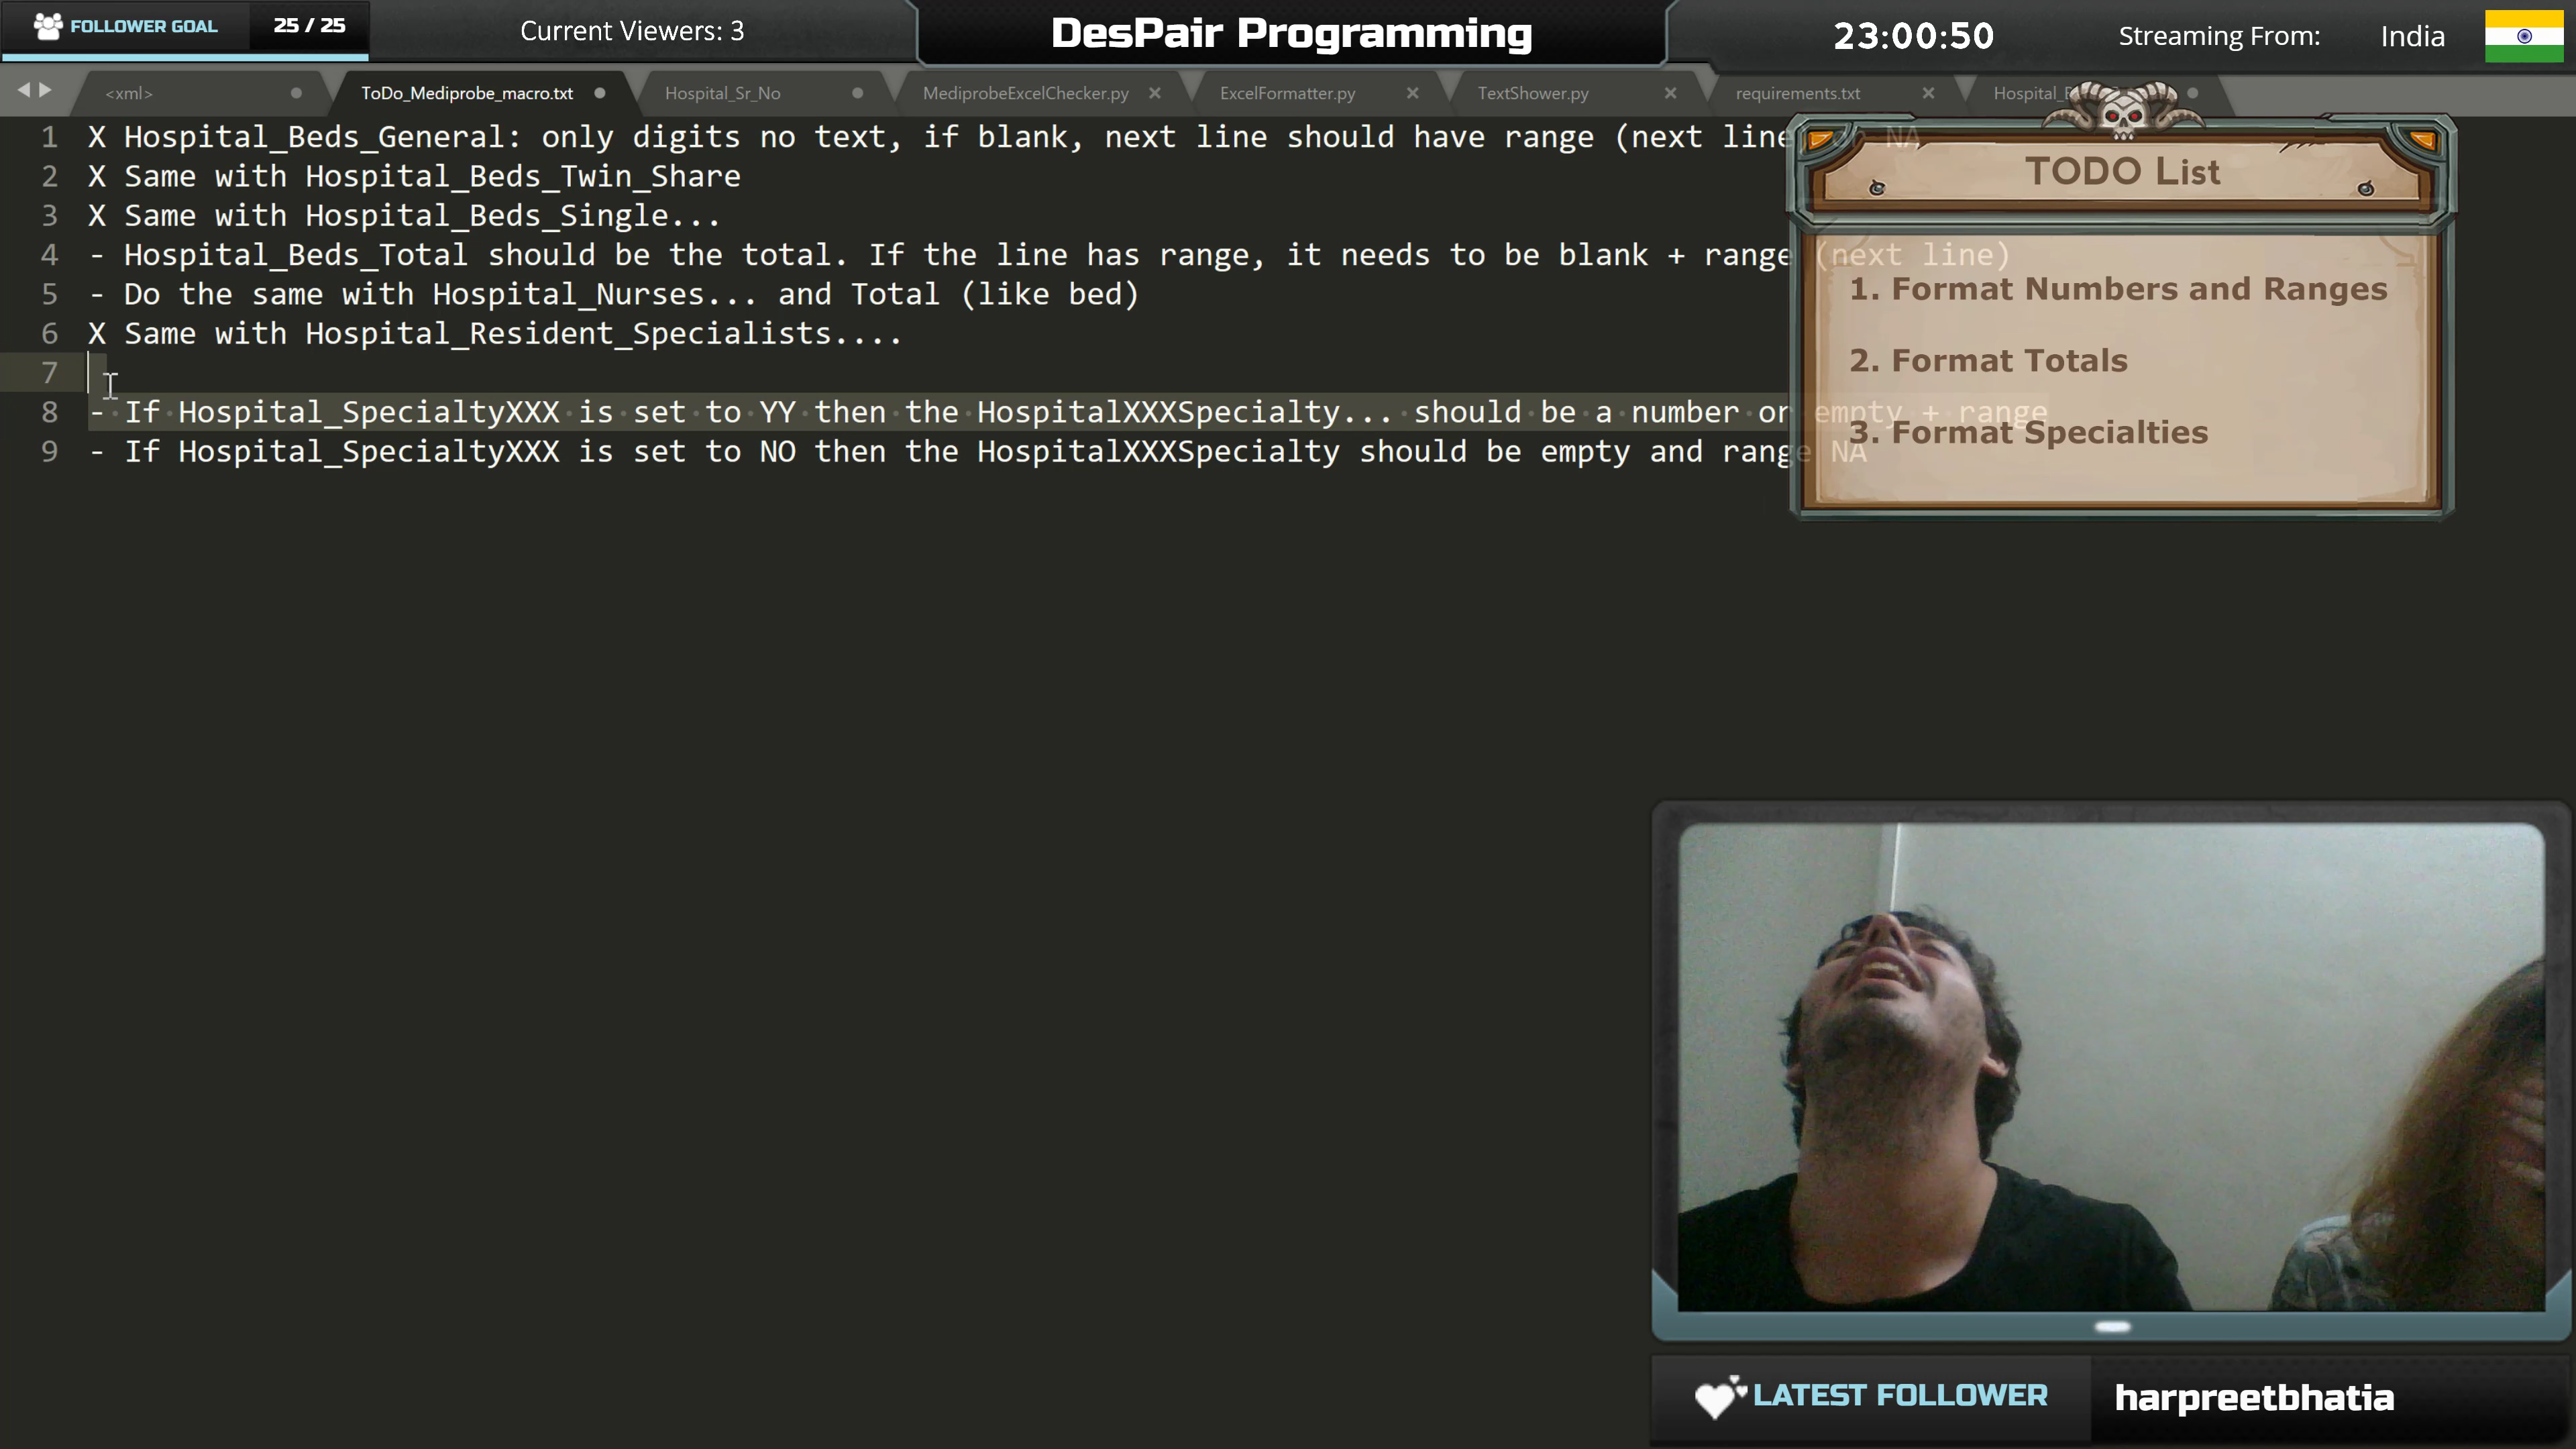 FOLLOWER GOAL 25 / 25 Current Viewers: 3 DesPair Programming 23:00:50 Streaming From: India
<xml> ToDo_Mediprobe_macro.txt Hospital_Sr_No MediprobeExcelChecker.py ExcelFormatter.py TextShower.py requirements.txt
1 X Hospital_Beds_General: only digits no text, if blank, next line should have range (next line NA
2 X Same with Hospital_Beds_Twin_Share
3 X Same with Hospital_Beds_Single...
4 - Hospital_Beds_Total should be the total. If the line has range, it needs to be blank + range (next line)
5 - Do the same with Hospital_Nurses... and Total (like bed)
6 X Same with Hospital_Resident_Specialists....
7
8 - If Hospital_SpecialtyXXX is set to YY then the HospitalXXXSpecialty... should be a number or empty + range
9 - If Hospital_SpecialtyXXX is set to NO then the HospitalXXXSpecialty should be empty and range NA
TODO List
1. Format Numbers and Ranges
2. Format Totals
3. Format Specialties
LATEST FOLLOWER harpreetbhatia